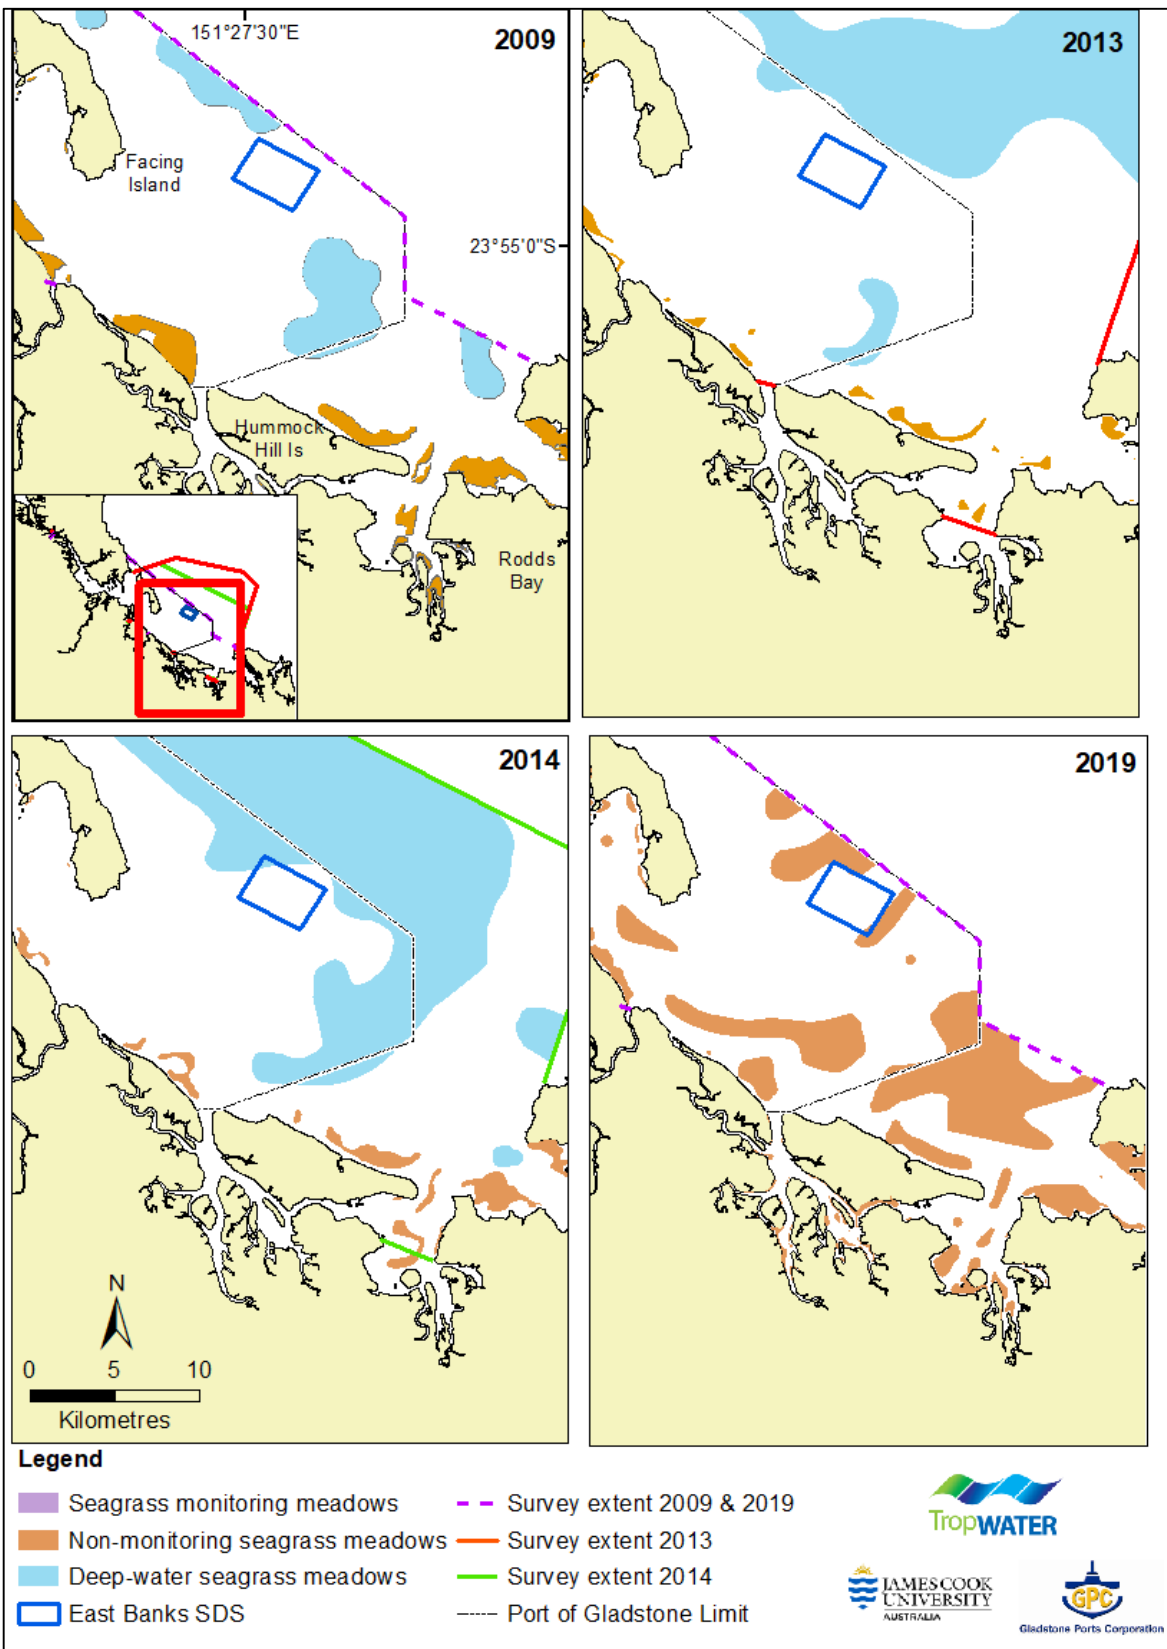 151°27'30"E
2009
2013
Facing
Island
23°55'0"S
Hummock
Hill Is
Rodds
Bay
2014
2019
N
0 5 10
Kilometres
Legend
Seagrass monitoring meadows
Non-monitoring seagrass meadows
Deep-water seagrass meadows
East Banks SDS
Survey extent 2009 & 2019
Survey extent 2013
Survey extent 2014
Port of Gladstone Limit
TropWATER
JAMES COOK
UNIVERSITY
AUSTRALIA
GPC
Gladstone Ports Corporation